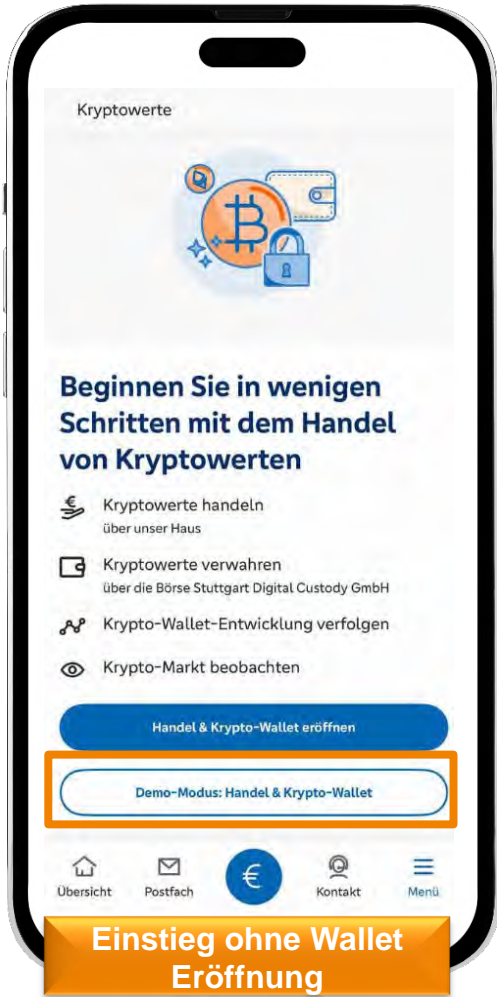 Kryptowerte
Beginnen Sie in wenigen
Schritten mit dem Handel
von Kryptowerten
Kryptowerte handeln
über unser Haus
Kryptowerte verwahren
über die Börse Stuttgart Digital Custody GmbH
Krypto-Wallet-Entwicklung verfolgen
Krypto-Markt beobachten
Handel & Krypto-Wallet eröffnen
Demo-Modus: Handel & Krypto-Wallet
Übersicht Postfach € Kontakt Menü
Einstieg ohne Wallet
Eröffnung